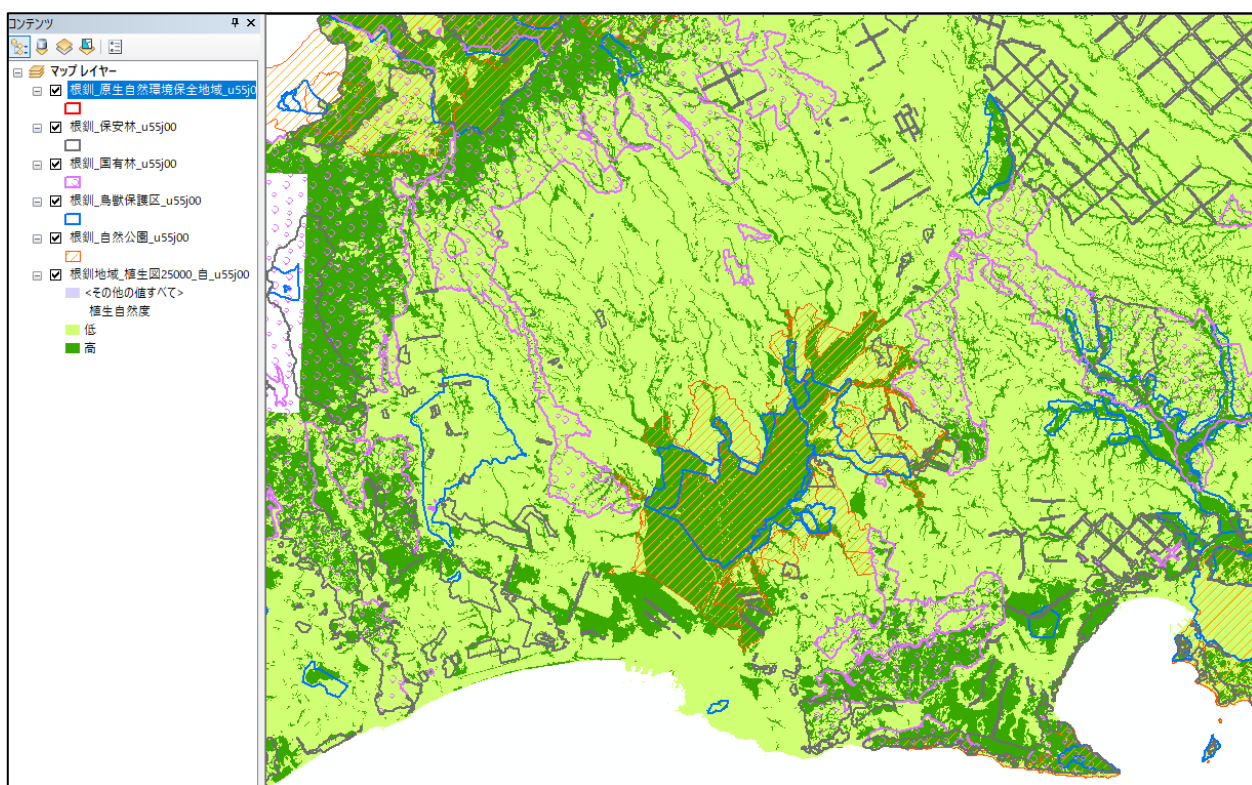 コンテンツ
マップ レイヤー
根釧_原生自然環境保全地域_u55j0
根釧_保安林_u55j00
根釧_国有林_u55j00
根釧_鳥獣保護区_u55j00
根釧_自然公園_u55j00
根釧地域_植生図25000_自_u55j00
<その他の値すべて>
植生自然度
低
高